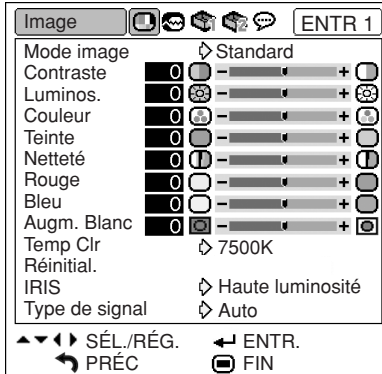 Image ENTR 1
Mode image Standard
Contraste 0 - +
Luminos. 0 - +
Couleur 0 - +
Teinte 0 - +
Netteté 0 - +
Rouge 0 - +
Bleu 0 - +
Augm. Blanc 0 - +
Temp Clr 7500K
Réinitial.
IRIS Haute luminosité
Type de signal Auto
SÉL./RÉG. ENTR.
PRÉC FIN